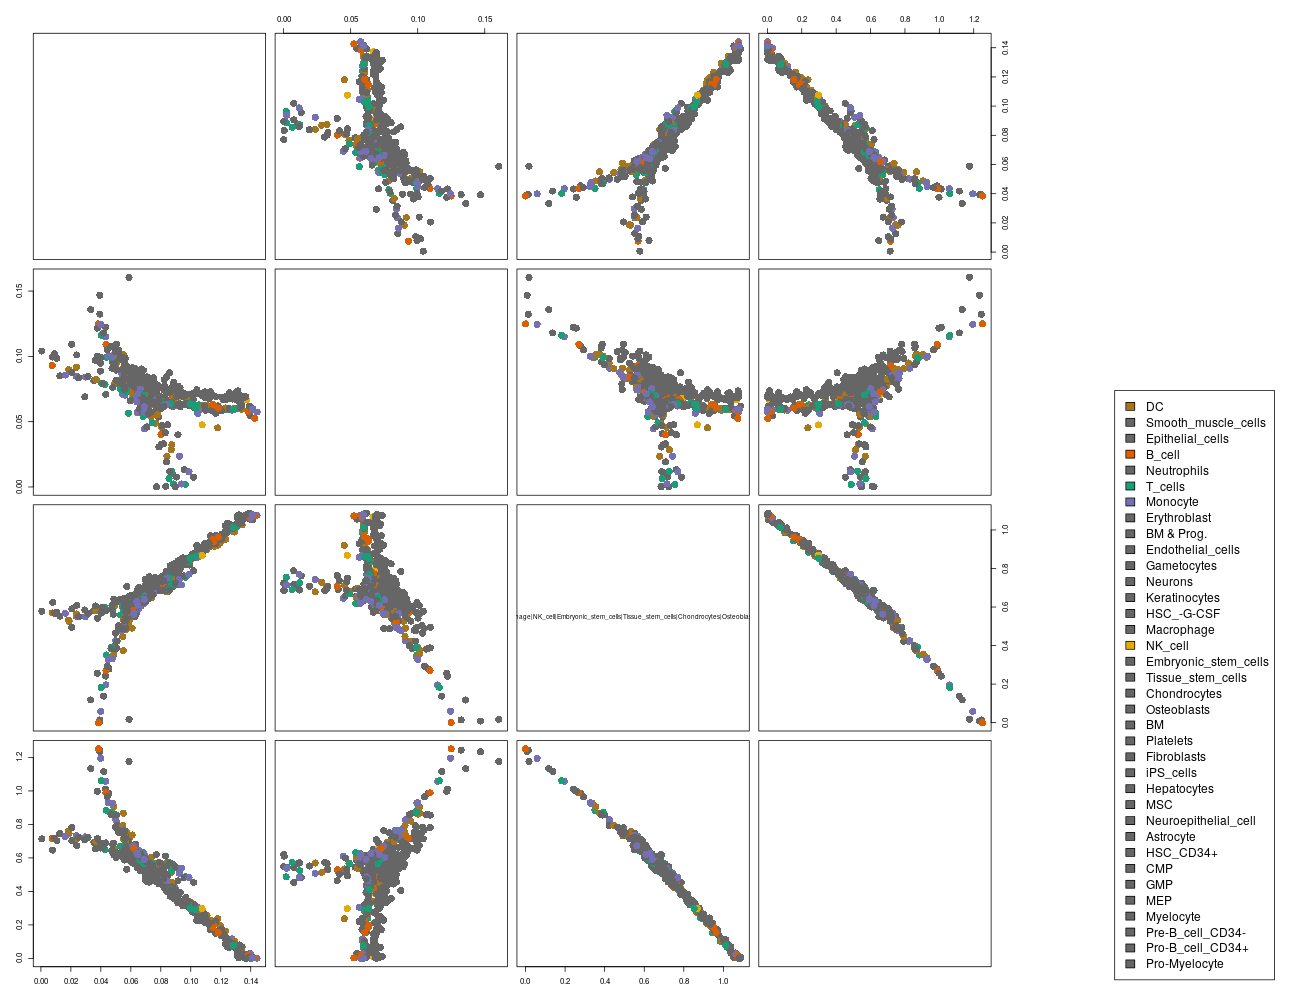 0.00 0.05 0.10 0.15
0.0 0.2 0.4 0.6 0.8 1.0 1.2
0.00 0.02 0.04 0.06 0.08 0.10 0.12 0.14
0.00 0.05 0.10 0.15
nage|NK_cell|Embryonic_stem_cells|Tissue_stem_cells|Chondrocytes|Osteobla
0.0 0.2 0.4 0.6 0.8 1.0
0.0 0.2 0.4 0.6 0.8 1.0 1.2
0.00 0.02 0.04 0.06 0.08 0.10 0.12 0.14
0.0 0.2 0.4 0.6 0.8 1.0
DC
Smooth_muscle_cells
Epithelial_cells
B_cell
Neutrophils
T_cells
Monocyte
Erythroblast
BM & Prog.
Endothelial_cells
Gametocytes
Neurons
Keratinocytes
HSC_-G-CSF
Macrophage
NK_cell
Embryonic_stem_cells
Tissue_stem_cells
Chondrocytes
Osteoblasts
BM
Platelets
Fibroblasts
iPS_cells
Hepatocytes
MSC
Neuroepithelial_cell
Astrocyte
HSC_CD34+
CMP
GMP
MEP
Myelocyte
Pre-B_cell_CD34-
Pro-B_cell_CD34+
Pro-Myelocyte